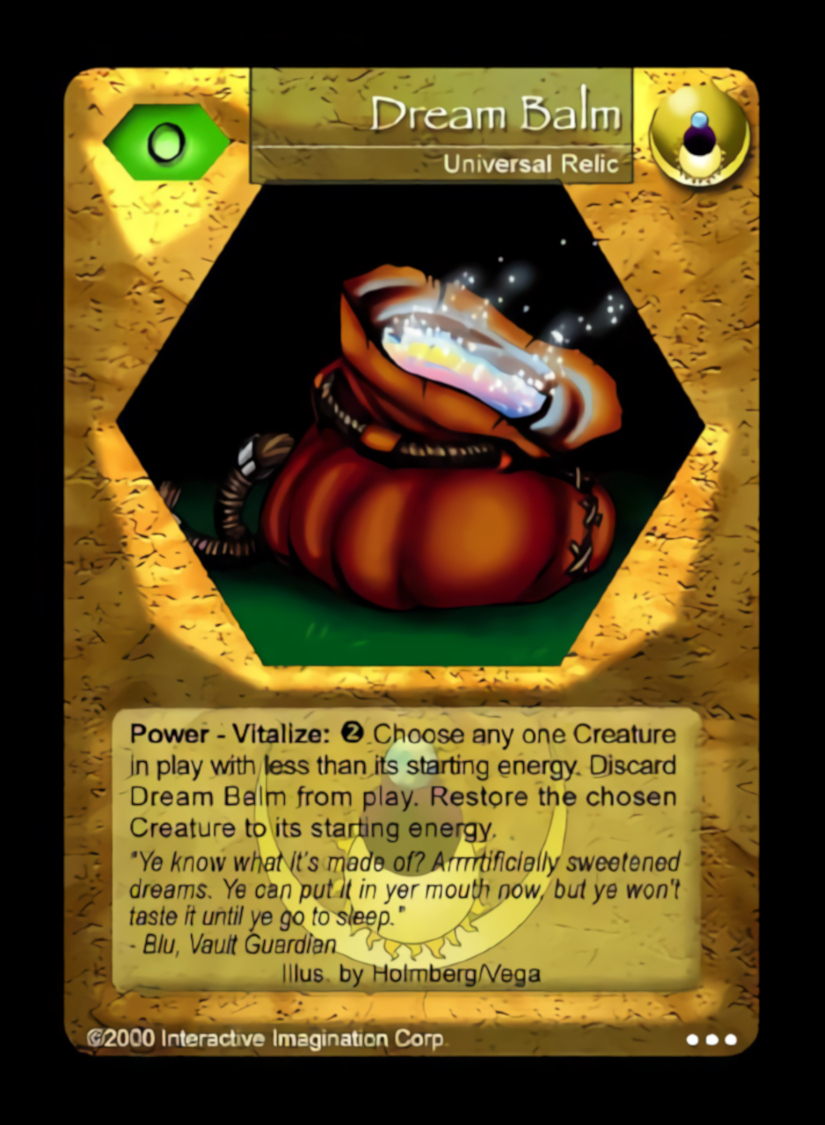 0
Dream Balm
Universal Relic
Power - Vitalize: ❷ Choose any one Creature
in play with less than its starting energy. Discard
Dream Balm from play. Restore the chosen
Creature to its starting energy.
"Ye know what it's made of? Arrrrtificially sweetened
dreams. Ye can put it in yer mouth now, but ye won't
taste it until ye go to sleep."
- Blu, Vault Guardian
Illus. by Holmberg/Vega
©2000 Interactive Imagination Corp.